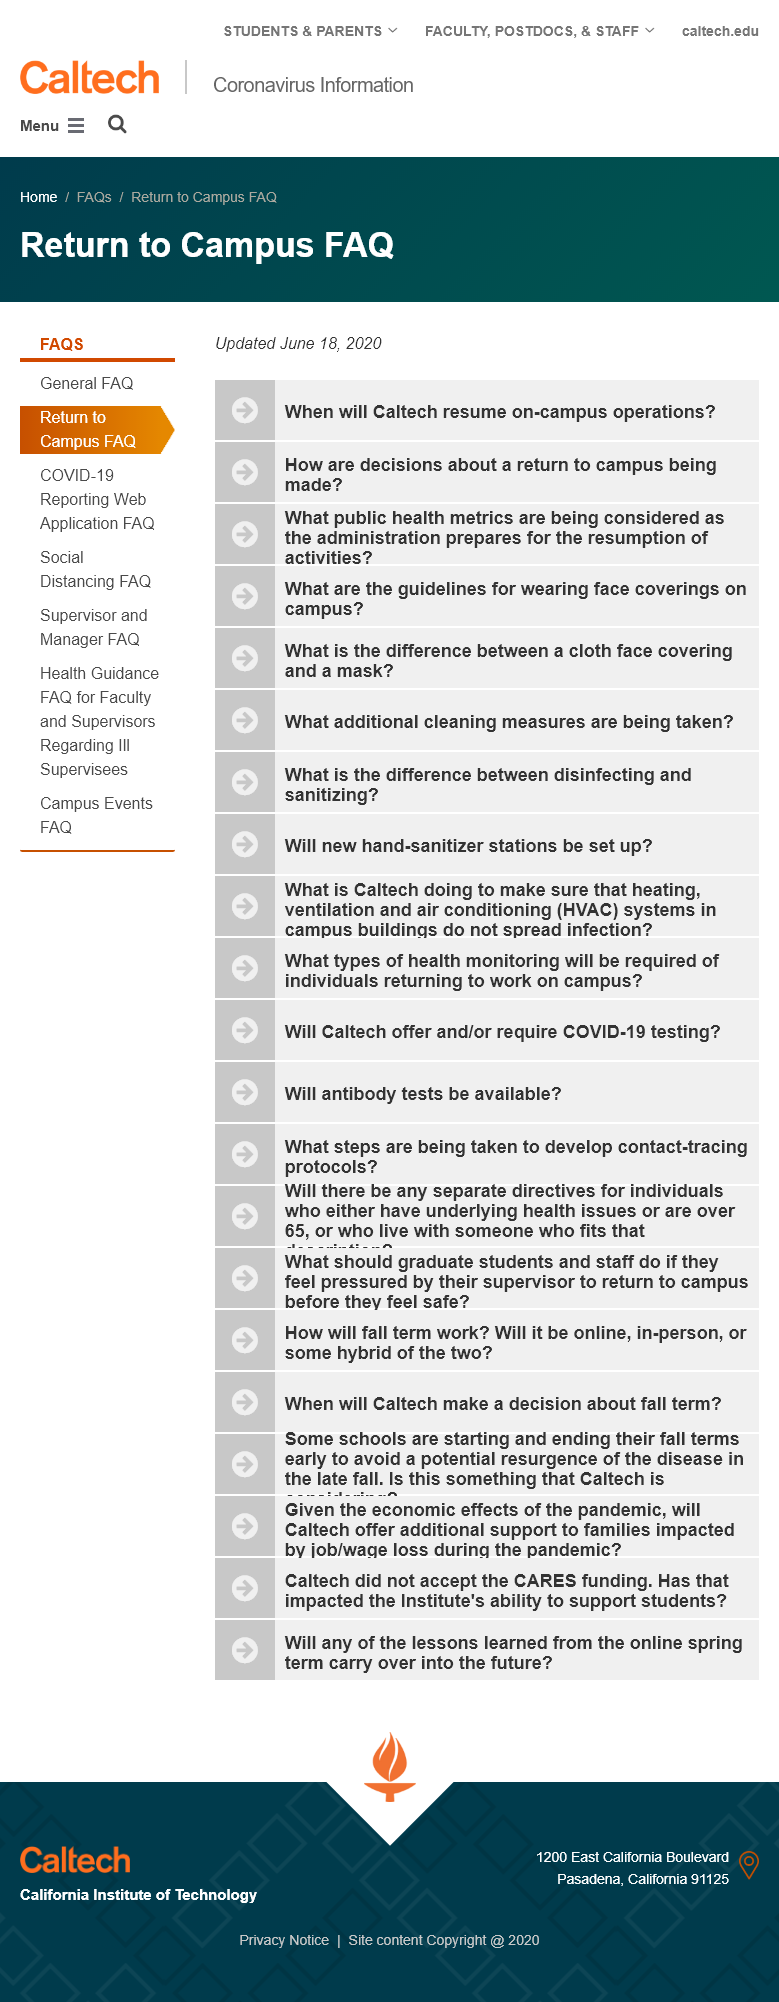 STUDENTS & PARENTS
FACULTY, POSTDOCS, & STAFF
caltech.edu
Caltech
Coronavirus Information
Menu
Home / FAQs / Return to Campus FAQ
Return to Campus FAQ
FAQS
General FAQ
Return to
Campus FAQ
COVID-19
Reporting Web
Application FAQ
Social
Distancing FAQ
Supervisor and
Manager FAQ
Health Guidance
FAQ for Faculty
and Supervisors
Regarding Ill
Supervisees
Campus Events
FAQ
Updated June 18, 2020
When will Caltech resume on-campus operations?
How are decisions about a return to campus being
made?
What public health metrics are being considered as
the administration prepares for the resumption of
activities?
What are the guidelines for wearing face coverings on
campus?
What is the difference between a cloth face covering
and a mask?
What additional cleaning measures are being taken?
What is the difference between disinfecting and
sanitizing?
Will new hand-sanitizer stations be set up?
What is Caltech doing to make sure that heating,
ventilation and air conditioning (HVAC) systems in
campus buildings do not spread infection?
What types of health monitoring will be required of
individuals returning to work on campus?
Will Caltech offer and/or require COVID-19 testing?
Will antibody tests be available?
What steps are being taken to develop contact-tracing
protocols?
Will there be any separate directives for individuals
who either have underlying health issues or are over
65, or who live with someone who fits that
What should graduate students and staff do if they
feel pressured by their supervisor to return to campus
before they feel safe?
How will fall term work? Will it be online, in-person, or
some hybrid of the two?
When will Caltech make a decision about fall term?
Some schools are starting and ending their fall terms
early to avoid a potential resurgence of the disease in
the late fall. Is this something that Caltech is
Given the economic effects of the pandemic, will
Caltech offer additional support to families impacted
by job/wage loss during the pandemic?
Caltech did not accept the CARES funding. Has that
impacted the Institute's ability to support students?
Will any of the lessons learned from the online spring
term carry over into the future?
Caltech
California Institute of Technology
1200 East California Boulevard
Pasadena, California 91125
Privacy Notice | Site content Copyright @ 2020